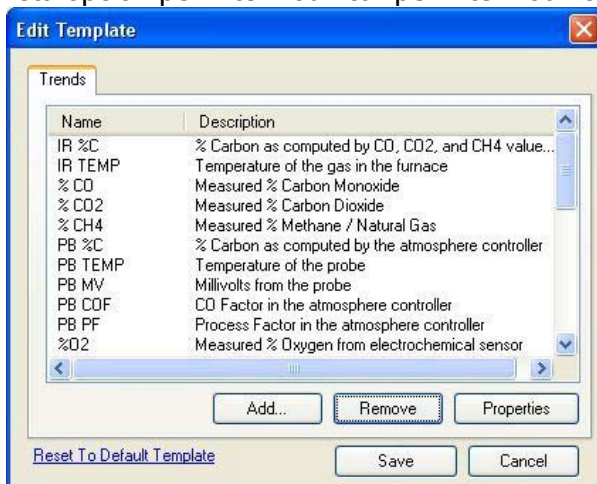 Edit Template
Trends
Name Description
IR %C % Carbon as computed by CO, CO2, and CH4 value...
IR TEMP Temperature of the gas in the furnace
% CO Measured % Carbon Monoxide
% CO2 Measured % Carbon Dioxide
% CH4 Measured % Methane / Natural Gas
PB %C % Carbon as computed by the atmosphere controller
PB TEMP Temperature of the probe
PB MV Millivolts from the probe
PB COF CO Factor in the atmosphere controller
PB PF Process Factor in the atmosphere controller
%O2 Measured % Oxygen from electrochemical sensor
Add... Remove Properties
Reset To Default Template Save Cancel